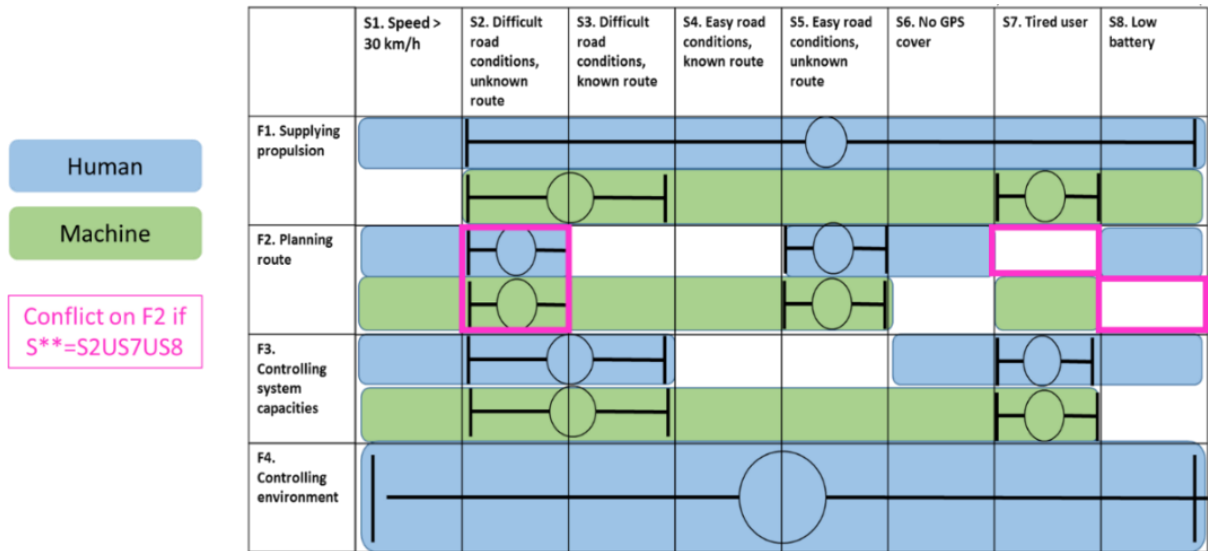 S1. Speed >
30 km/h
S2. Difficult
road
conditions,
unknown
route
S3. Difficult
road
conditions,
known route
S4. Easy road
conditions,
known route
S5. Easy road
conditions,
unknown
route
S6. No GPS
cover
S7. Tired user
S8. Low
battery
Human
Machine
Conflict on F2 if
S**=S2US7US8
F1. Supplying
propulsion
F2. Planning
route
F3.
Controlling
system
capacities
F4.
Controlling
environment